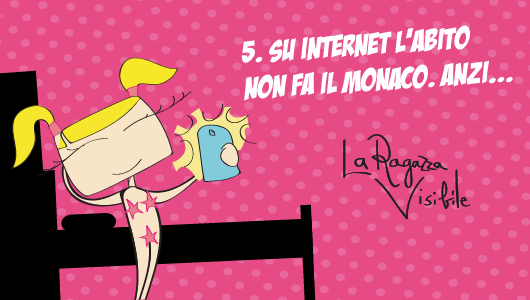 5. SU INTERNET L'ABITO
NON FA IL MONACO. ANZI...
La Ragazza
Visibile